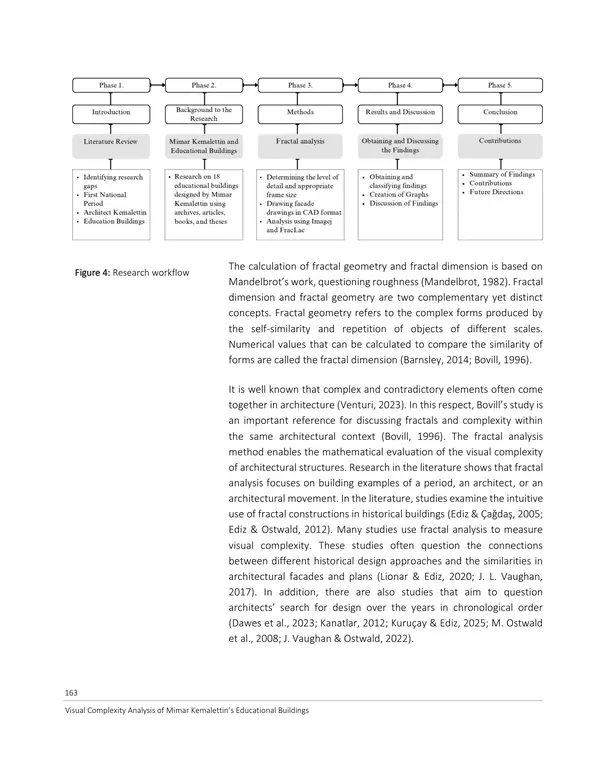 Phase 1.
Phase 2.
Phase 3.
Phase 4.
Phase 5.
Introduction
Background to the
Research
Methods
Results and Discussion
Conclusion
Literature Review
Mimar Kemalettin and
Educational Buildings
Fractal analysis
Obtaining and Discussing
the Findings
Contributions
• Identifying research
gaps
• First National
Period
• Architect Kemalettin
• Education Buildings
• Research on 18
educational buildings
designed by Mimar
Kemalettin using
archives, articles,
books, and theses
• Determining the level of
detail and appropriate
frame size
• Drawing facade
drawings in CAD format
• Analysis using Imagej
and FracLac
• Obtaining and
classifying findings
• Creation of Graphs
• Discussion of Findings
• Summary of Findings
• Contributions
• Future Directions
Figure 4: Research workflow
The calculation of fractal geometry and fractal dimension is based on
Mandelbrot's work, questioning roughness (Mandelbrot, 1982). Fractal
dimension and fractal geometry are two complementary yet distinct
concepts. Fractal geometry refers to the complex forms produced by
the self-similarity and repetition of objects of different scales.
Numerical values that can be calculated to compare the similarity of
forms are called the fractal dimension (Barnsley, 2014; Bovill, 1996).
It is well known that complex and contradictory elements often come
together in architecture (Venturi, 2023). In this respect, Bovill's study is
an important reference for discussing fractals and complexity within
the same architectural context (Bovill, 1996). The fractal analysis
method enables the mathematical evaluation of the visual complexity
of architectural structures. Research in the literature shows that fractal
analysis focuses on building examples of a period, an architect, or an
architectural movement. In the literature, studies examine the intuitive
use of fractal constructions in historical buildings (Ediz & Çağdaş, 2005;
Ediz & Ostwald, 2012). Many studies use fractal analysis to measure
visual complexity. These studies often question the connections
between different historical design approaches and the similarities in
architectural facades and plans (Lionar & Ediz, 2020; J. L. Vaughan,
2017). In addition, there are also studies that aim to question
architects' search for design over the years in chronological order
(Dawes et al., 2023; Kanatlar, 2012; Kuruçay & Ediz, 2025; M. Ostwald
et al., 2008; J. Vaughan & Ostwald, 2022).
163
Visual Complexity Analysis of Mimar Kemalettin's Educational Buildings